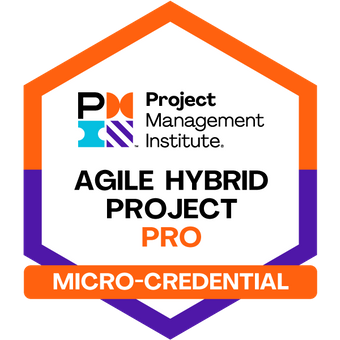 Project
Management
Institute®
AGILE HYBRID
PROJECT
PRO
MICRO-CREDENTIAL